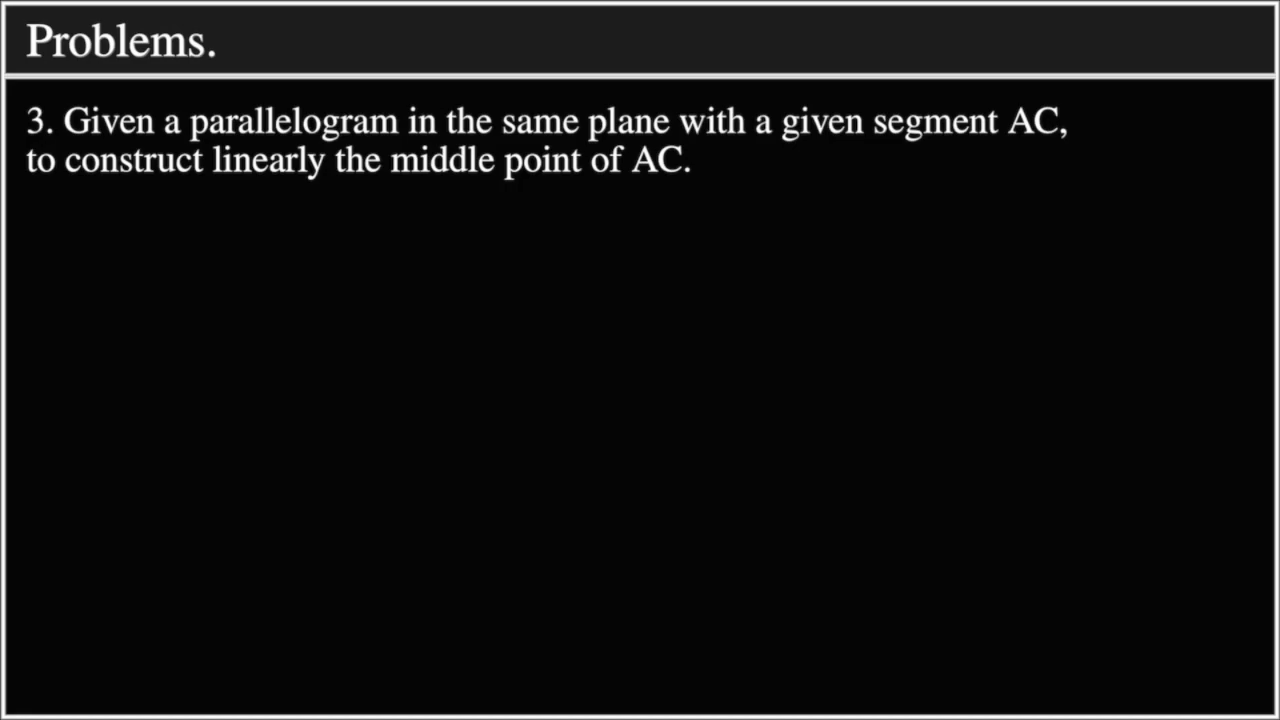 Problems.
3. Given a parallelogram in the same plane with a given segment AC,
to construct linearly the middle point of AC.